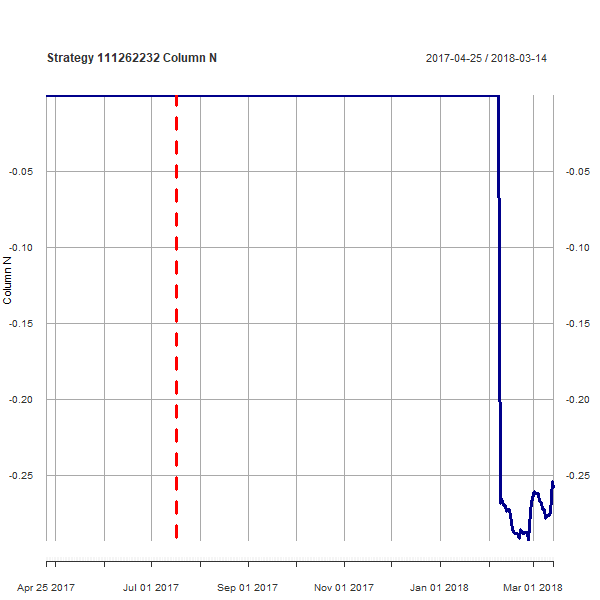 Strategy 111262232 Column N
2017-04-25 / 2018-03-14
-0.05
-0.05
-0.10
-0.10
Column N
-0.15
-0.15
-0.20
-0.20
-0.25
-0.25
Apr 25 2017
Jul 01 2017
Sep 01 2017
Nov 01 2017
Jan 01 2018
Mar 01 2018